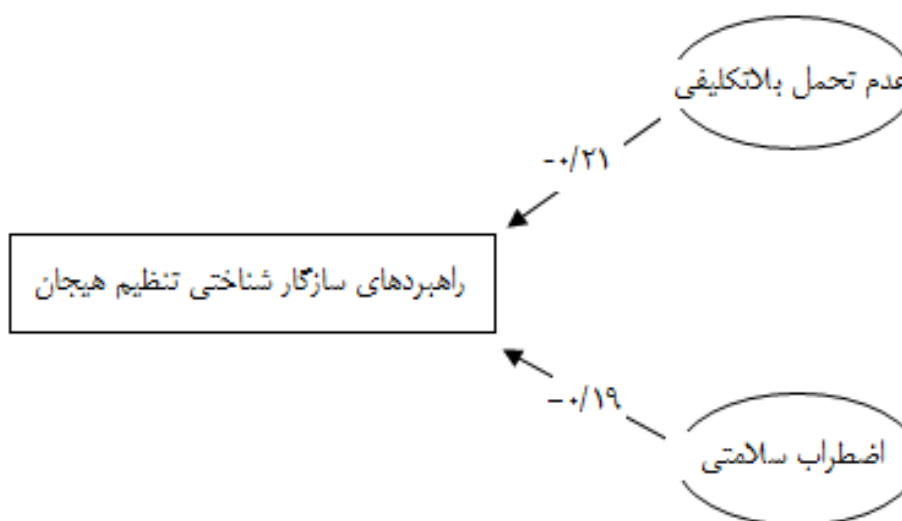 عدم تحمل بلاتکلیفی
-۰/۲۱
راهبردهای سازگار شناختی تنظیم هیجان
-۰/۱۹
اضطراب سلامتی